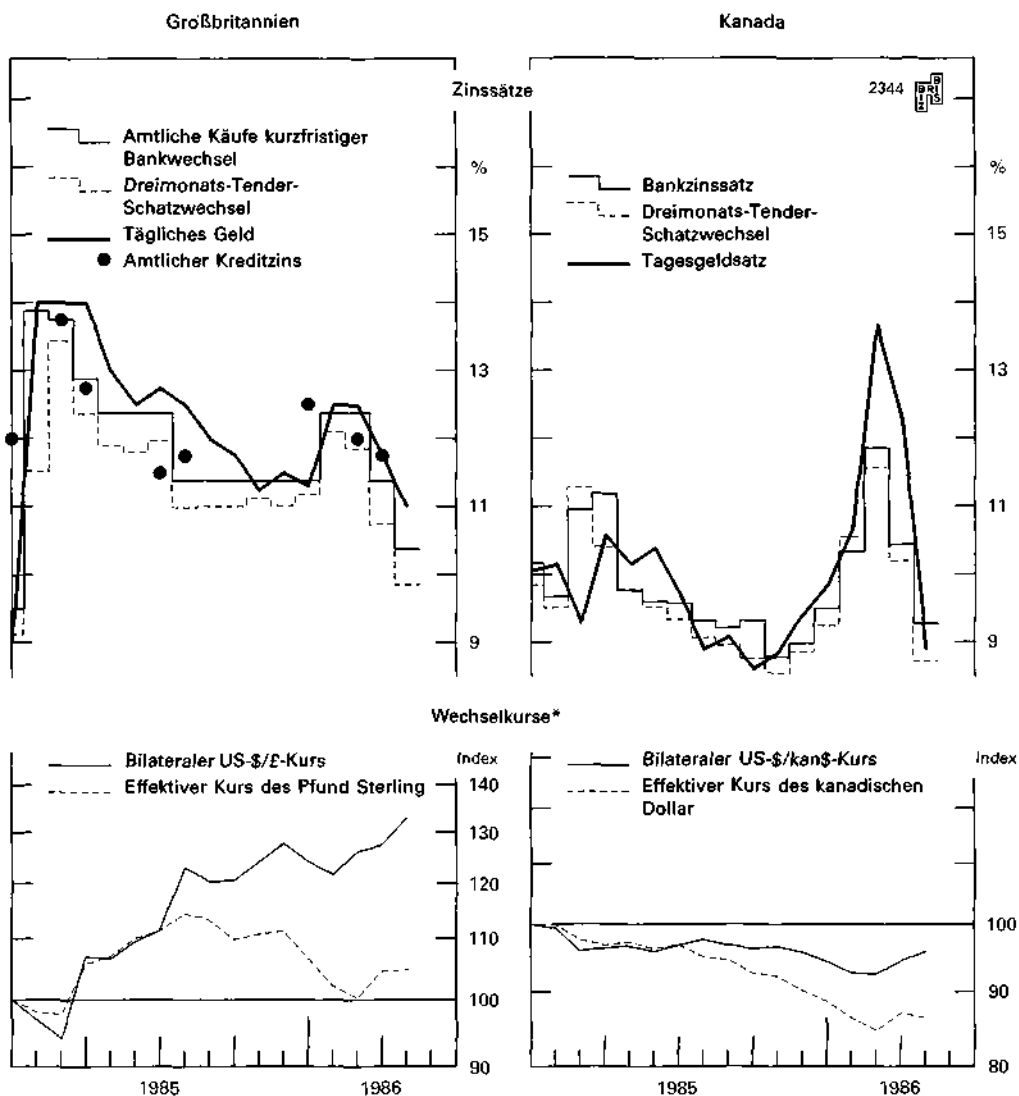 Großbritannien
Kanada
Zinssätze
2344
BIZ
BRI
BIS
Amtliche Käufe kurzfristiger
Bankwechsel
Dreimonats-Tender-
Schatzwechsel
Tägliches Geld
Amtlicher Kreditzins
%
15
13
11
9
Bankzinssatz
Dreimonats-Tender-
Schatzwechsel
Tagesgeldsatz
%
15
13
11
9
Wechselkurse*
Bilateraler US-$/£-Kurs
Effektiver Kurs des Pfund Sterling
Index
140
130
120
110
100
90
1985
1986
Bilateraler US-$/kan$-Kurs
Effektiver Kurs des kanadischen
Dollar
Index
100
90
80
1985
1986